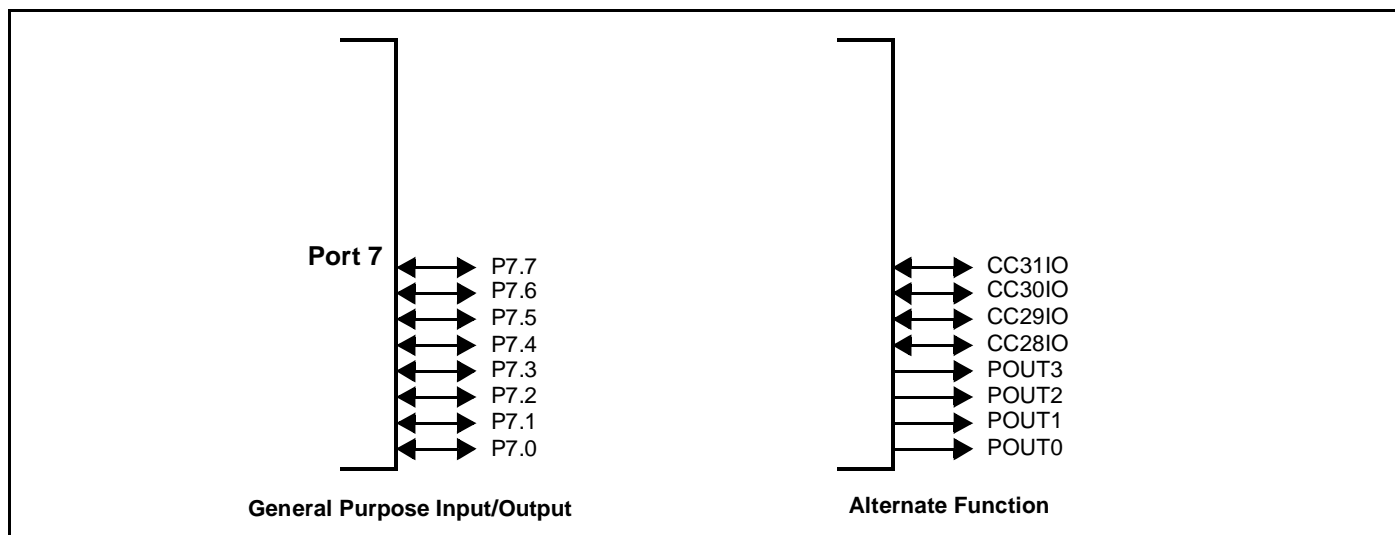 Port 7
P7.7
P7.6
P7.5
P7.4
P7.3
P7.2
P7.1
P7.0
General Purpose Input/Output
CC31IO
CC30IO
CC29IO
CC28IO
POUT3
POUT2
POUT1
POUT0
Alternate Function